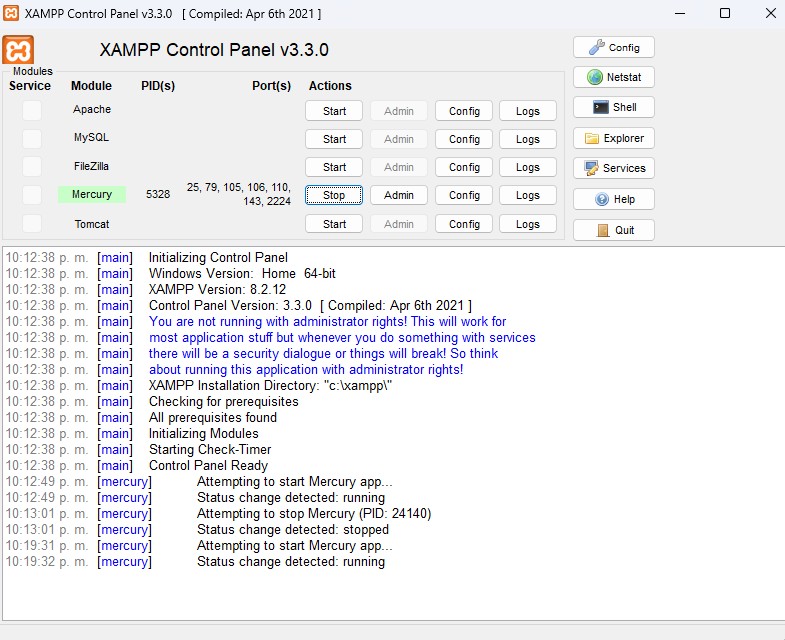 XAMPP Control Panel v3.3.0 [ Compiled: Apr 6th 2021 ]
XAMPP Control Panel v3.3.0
Config
Modules
Service Module PID(s) Port(s) Actions
Netstat
Apache Start Admin Config Logs
Shell
MySQL Start Admin Config Logs
Explorer
FileZilla Start Admin Config Logs
Services
Mercury 5328 25, 79, 105, 106, 110, Stop Admin Config Logs
143, 2224
Help
Tomcat Start Admin Config Logs
Quit
10:12:38 p. m. [main] Initializing Control Panel
10:12:38 p. m. [main] Windows Version: Home 64-bit
10:12:38 p. m. [main] XAMPP Version: 8.2.12
10:12:38 p. m. [main] Control Panel Version: 3.3.0 [ Compiled: Apr 6th 2021 ]
10:12:38 p. m. [main] You are not running with administrator rights! This will work for
10:12:38 p. m. [main] most application stuff but whenever you do something with services
10:12:38 p. m. [main] there will be a security dialogue or things will break! So think
10:12:38 p. m. [main] about running this application with administrator rights!
10:12:38 p. m. [main] XAMPP Installation Directory: "c:\xampp\"
10:12:38 p. m. [main] Checking for prerequisites
10:12:38 p. m. [main] All prerequisites found
10:12:38 p. m. [main] Initializing Modules
10:12:38 p. m. [main] Starting Check-Timer
10:12:38 p. m. [main] Control Panel Ready
10:12:49 p. m. [mercury] Attempting to start Mercury app...
10:12:49 p. m. [mercury] Status change detected: running
10:13:01 p. m. [mercury] Attempting to stop Mercury (PID: 24140)
10:13:01 p. m. [mercury] Status change detected: stopped
10:19:31 p. m. [mercury] Attempting to start Mercury app...
10:19:32 p. m. [mercury] Status change detected: running